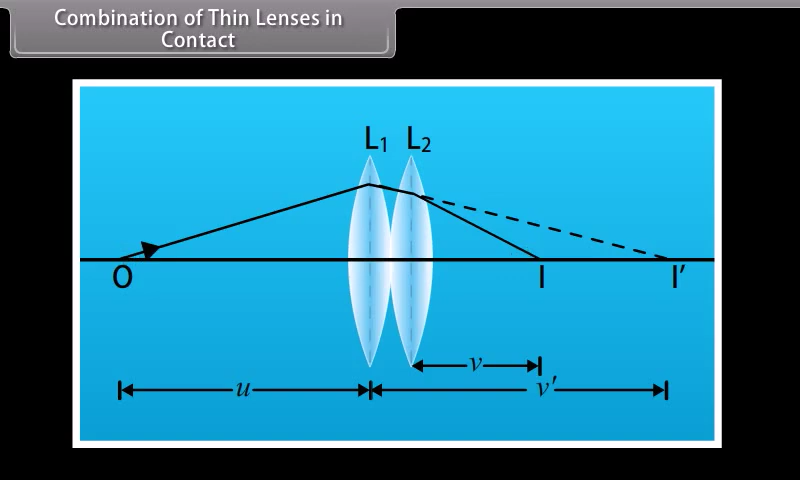 Combination of Thin Lenses in
Contact
L₁ L₂
O I I′
v
u v′